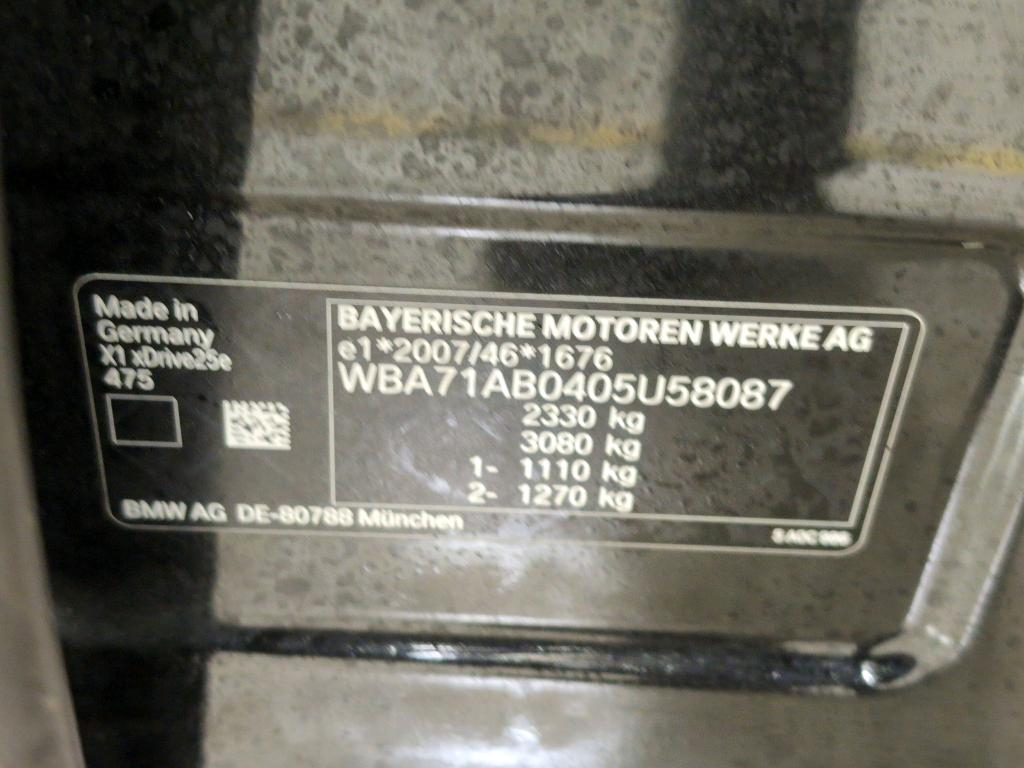 Made in
Germany
X1 xDrive25e
475
BAYERISCHE MOTOREN WERKE AG
e1*2007/46*1676
WBA71AB0405U58087
2330 kg
3080 kg
1- 1110 kg
2- 1270 kg
BMW AG DE-80788 München